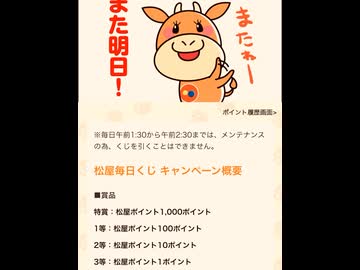 また明日！
またねー
ポイント履歴画面>
※毎日午前1:30から午前2:30までは、メンテナンス
の為、くじを引くことはできません。
松屋毎日くじ キャンペーン概要
■賞品
特賞：松屋ポイント1,000ポイント
1等：松屋ポイント100ポイント
2等：松屋ポイント10ポイント
3等：松屋ポイント1ポイント